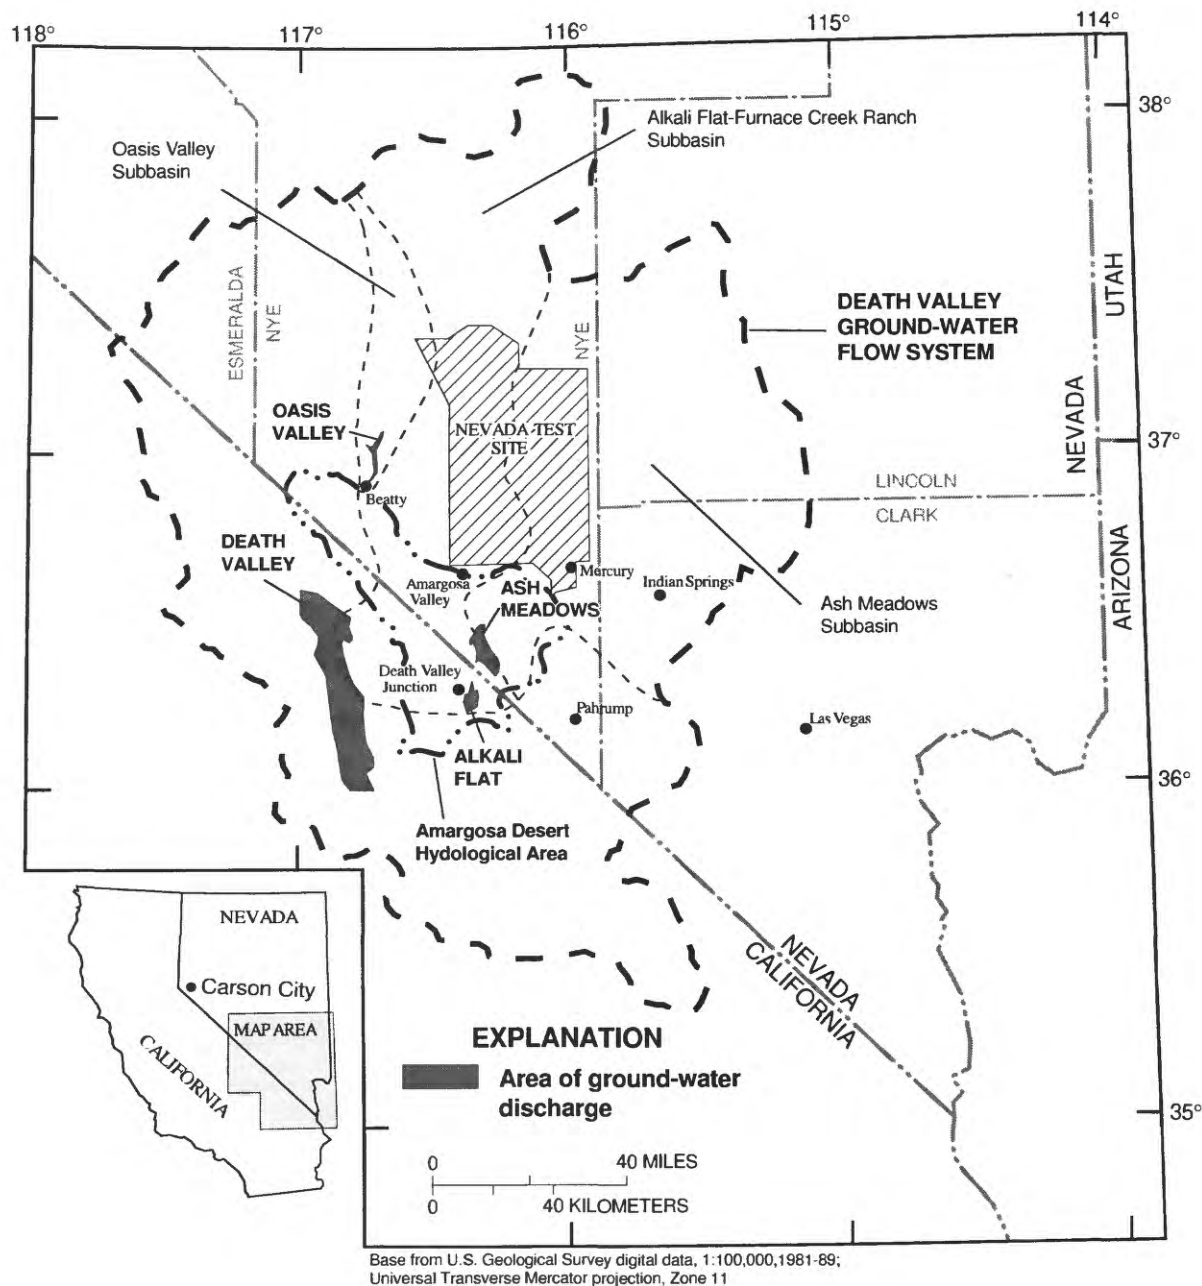 118°
117°
116°
115°
114°
38°
Alkali Flat-Furnace Creek Ranch
Subbasin
Oasis Valley
Subbasin
ESMERALDA
NYE
NYE
DEATH VALLEY
GROUND-WATER
FLOW SYSTEM
UTAH
NEVADA
ARIZONA
OASIS
VALLEY
NEVADA TEST
SITE
37°
Beatty
LINCOLN
CLARK
DEATH
VALLEY
Amargosa
Valley
ASH
MEADOWS
Mercury
Indian Springs
Ash Meadows
Subbasin
Death Valley
Junction
Pahrump
Las Vegas
ALKALI
FLAT
36°
Amargosa Desert
Hydological Area
NEVADA
CALIFORNIA
NEVADA
Carson City
MAP AREA
CALIFORNIA
EXPLANATION
Area of ground-water
discharge
35°
0 40 MILES
0 40 KILOMETERS
Base from U.S. Geological Survey digital data, 1:100,000,1981-89;
Universal Transverse Mercator projection, Zone 11